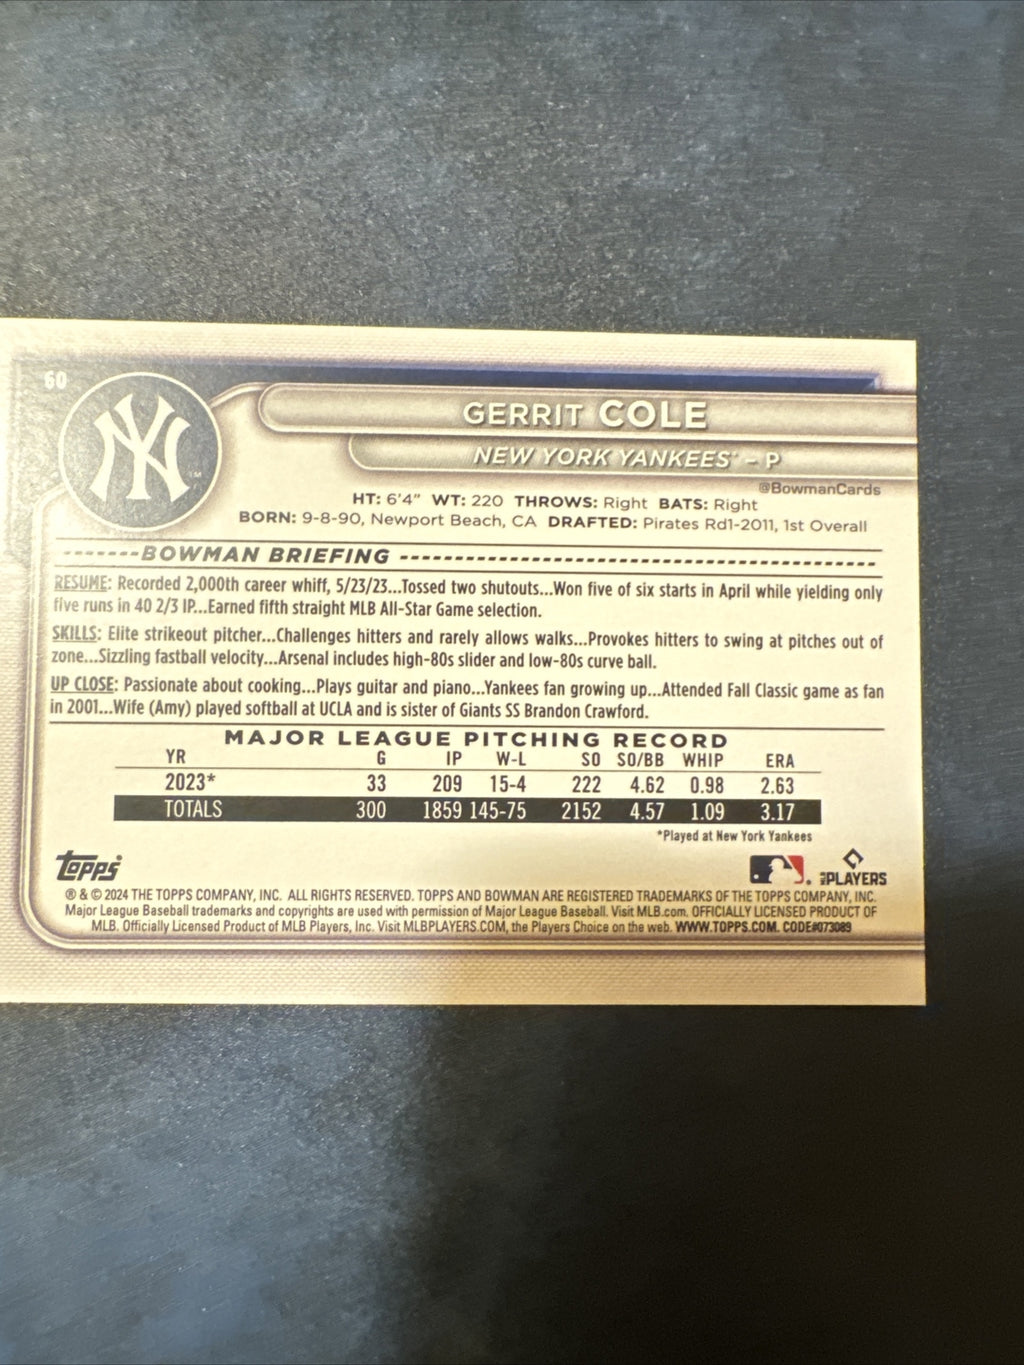 60
NY
TM
GERRIT COLE
NEW YORK YANKEES® – P
@BowmanCards
HT: 6'4" WT: 220 THROWS: Right BATS: Right
BORN: 9-8-90, Newport Beach, CA DRAFTED: Pirates Rd1-2011, 1st Overall
BOWMAN BRIEFING
RESUME: Recorded 2,000th career whiff, 5/23/23...Tossed two shutouts...Won five of six starts in April while yielding only
five runs in 40 2/3 IP...Earned fifth straight MLB All-Star Game selection.
SKILLS: Elite strikeout pitcher...Challenges hitters and rarely allows walks...Provokes hitters to swing at pitches out of
zone...Sizzling fastball velocity...Arsenal includes high-80s slider and low-80s curve ball.
UP CLOSE: Passionate about cooking...Plays guitar and piano...Yankees fan growing up...Attended Fall Classic game as fan
in 2001...Wife (Amy) played softball at UCLA and is sister of Giants SS Brandon Crawford.
MAJOR LEAGUE PITCHING RECORD
YR G IP W-L SO SO/BB WHIP ERA
2023* 33 209 15-4 222 4.62 0.98 2.63
TOTALS 300 1859 145-75 2152 4.57 1.09 3.17
*Played at New York Yankees
Topps
MLB PLAYERS
® & © 2024 THE TOPPS COMPANY, INC. ALL RIGHTS RESERVED. TOPPS AND BOWMAN ARE REGISTERED TRADEMARKS OF THE TOPPS COMPANY, INC.
Major League Baseball trademarks and copyrights are used with permission of Major League Baseball. Visit MLB.com. OFFICIALLY LICENSED PRODUCT OF
MLB. Officially Licensed Product of MLB Players, Inc. Visit MLBPLAYERS.COM, the Players Choice on the web. WWW.TOPPS.COM. CODE#073089